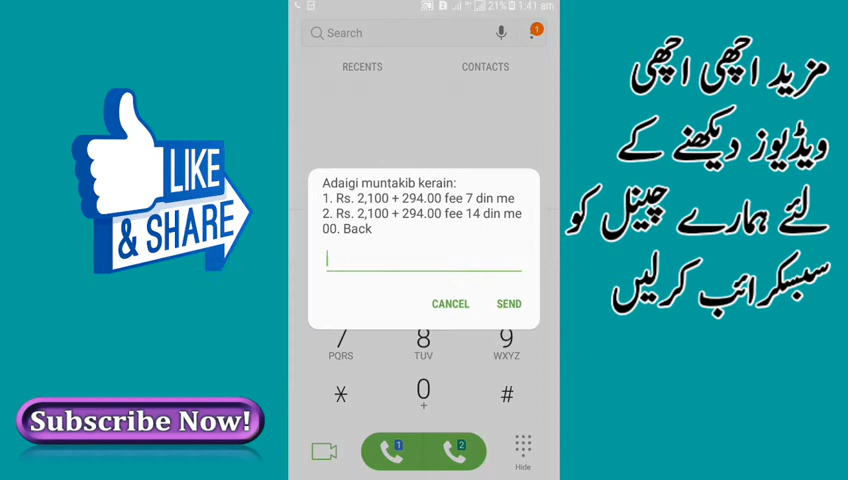 1:41 am
21%
Search
1
RECENTS
CONTACTS
Adaigi muntakib kerain:
1. Rs. 2,100 + 294.00 fee 7 din me
2. Rs. 2,100 + 294.00 fee 14 din me
00. Back
CANCEL
SEND
7
8
9
PQRS
TUV
WXYZ
*
0
#
+
1
2
Hide
LIKE
& SHARE
Subscribe Now!
مزید اچھی اچھی
ویڈیوز دیکھنے کے
لئے ہمارے چینل کو
سبسکرائب کرلیں